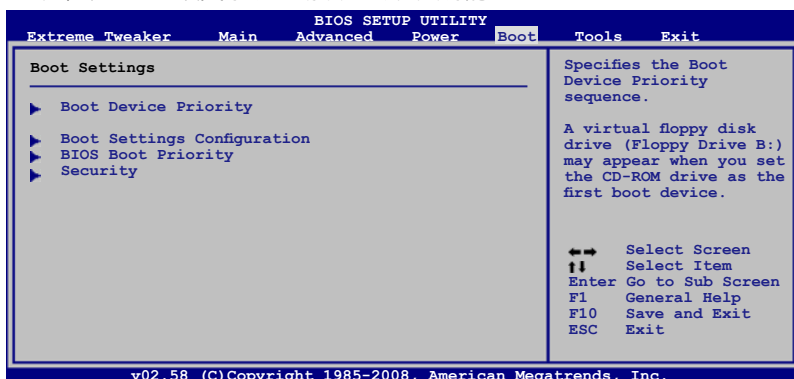 BIOS SETUP UTILITY
Extreme Tweaker Main Advanced Power Boot Tools Exit
Boot Settings
Boot Device Priority
Boot Settings Configuration
BIOS Boot Priority
Security
Specifies the Boot
Device Priority
sequence.
A virtual floppy disk
drive (Floppy Drive B:)
may appear when you set
the CD-ROM drive as the
first boot device.
←→ Select Screen
↑↓ Select Item
Enter Go to Sub Screen
F1 General Help
F10 Save and Exit
ESC Exit
v02.58 (C)Copyright 1985-2008, American Megatrends, Inc.